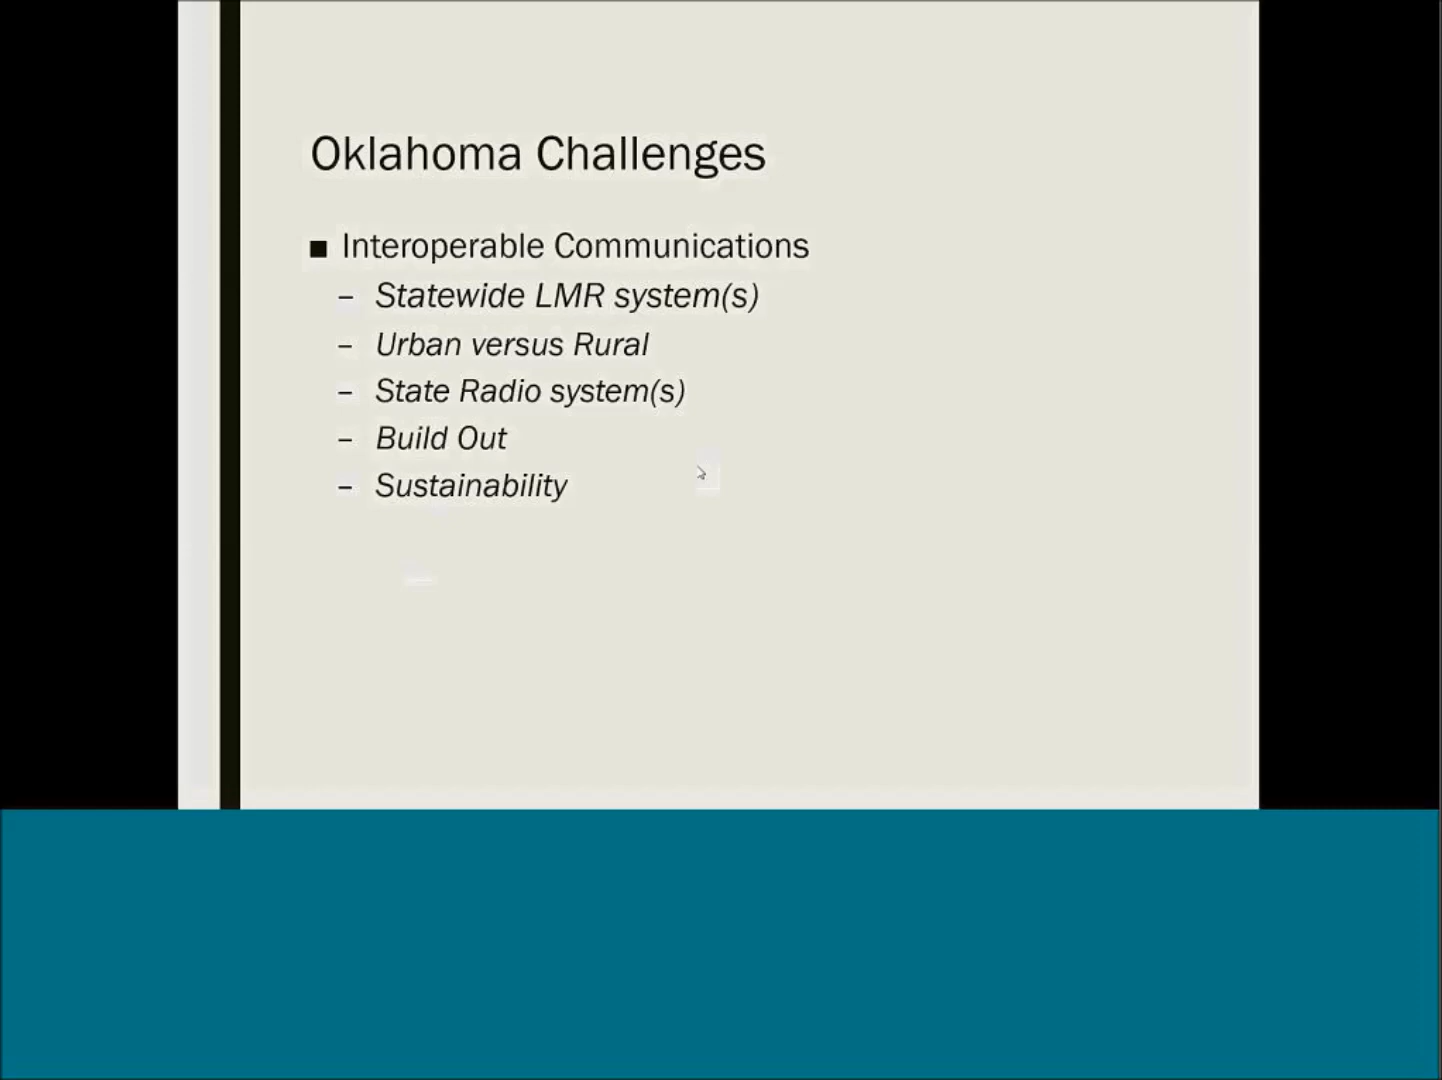 Oklahoma Challenges
■ Interoperable Communications
– Statewide LMR system(s)
– Urban versus Rural
– State Radio system(s)
– Build Out
– Sustainability